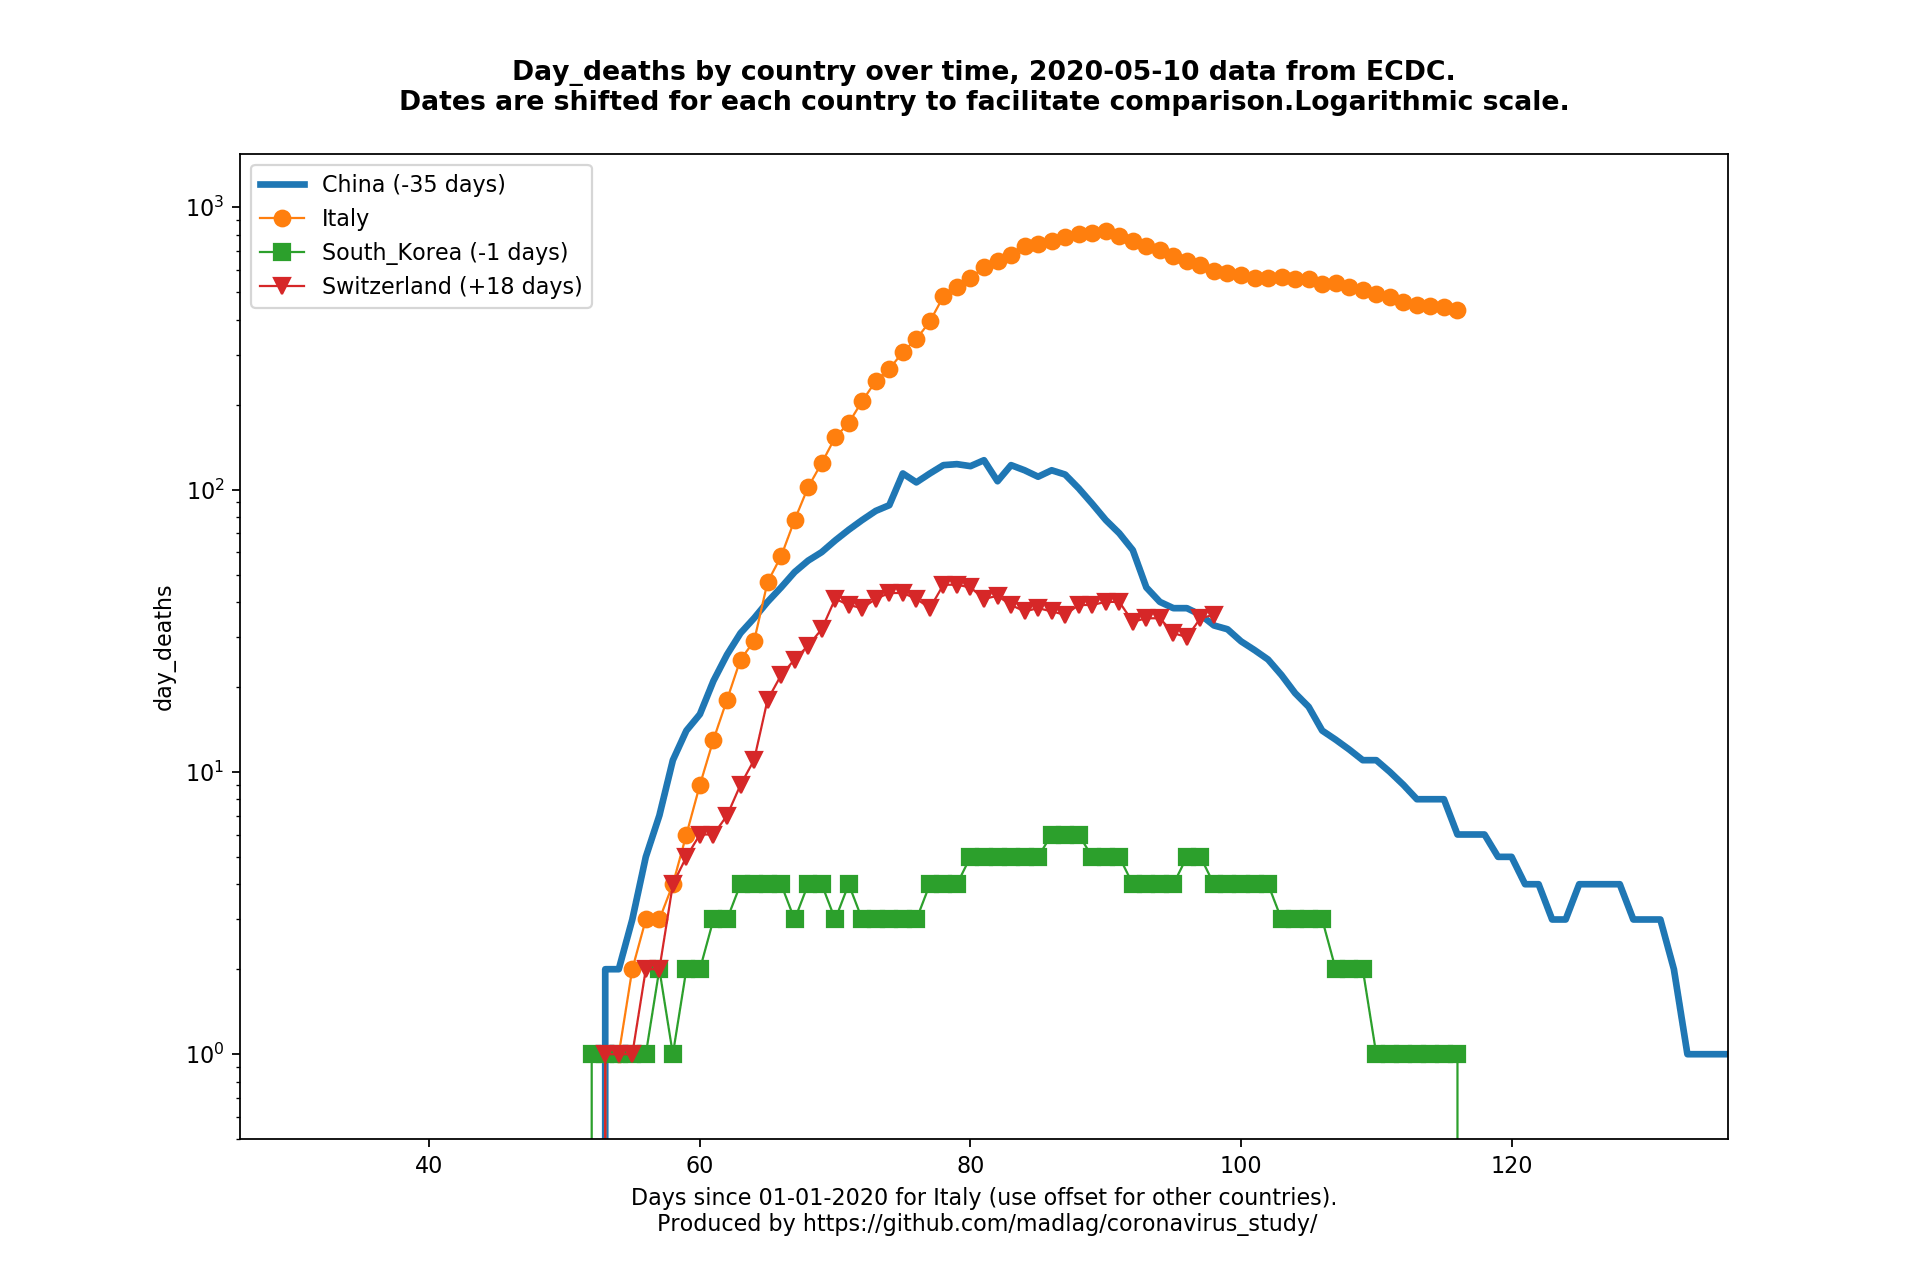 Day_deaths by country over time, 2020-05-10 data from ECDC.
Dates are shifted for each country to facilitate comparison.Logarithmic scale.
China (-35 days)
Italy
South_Korea (-1 days)
Switzerland (+18 days)
day_deaths
10³
10²
10¹
10⁰
40 60 80 100 120
Days since 01-01-2020 for Italy (use offset for other countries).
Produced by https://github.com/madlag/coronavirus_study/